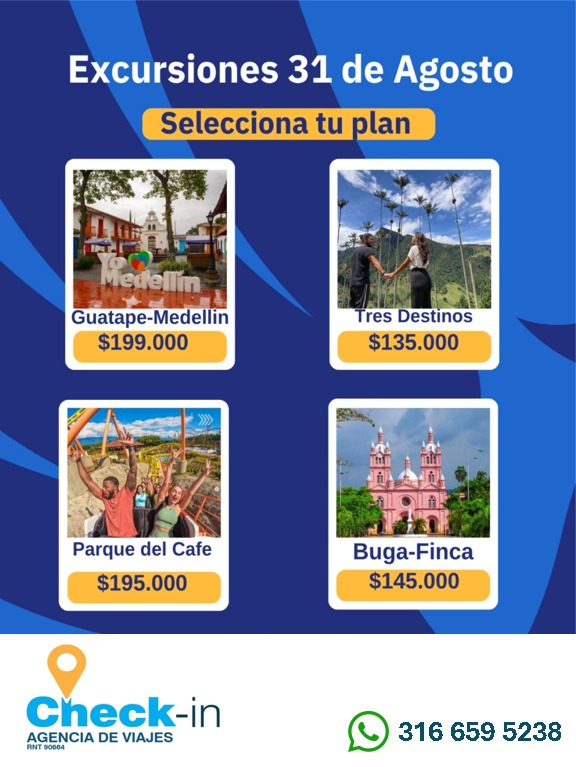 Excursiones 31 de Agosto
Selecciona tu plan
Yo
Medellín
Guatape-Medellin
$199.000
Tres Destinos
$135.000
Parque del Cafe
$195.000
Buga-Finca
$145.000
Check-in
AGENCIA DE VIAJES
RNT 90664
316 659 5238